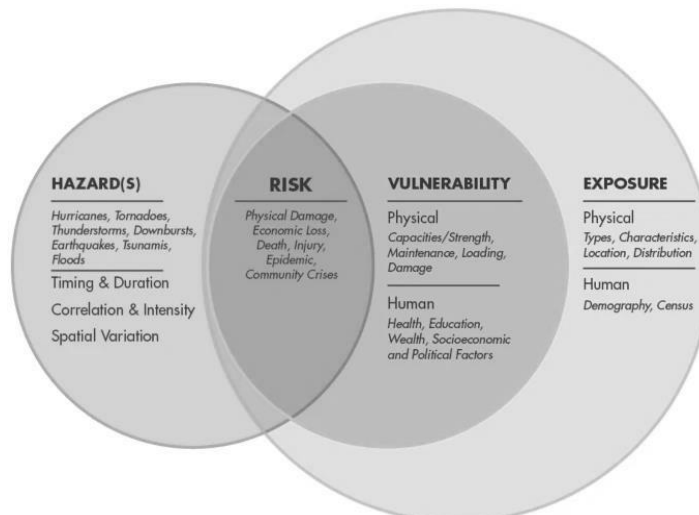 HAZARD(S)
Hurricanes, Tornadoes,
Thunderstorms, Downbursts,
Earthquakes, Tsunamis,
Floods
Timing & Duration
Correlation & Intensity
Spatial Variation
RISK
Physical Damage,
Economic Loss,
Death, Injury,
Epidemic,
Community Crises
VULNERABILITY
Physical
Capacities/Strength,
Maintenance, Loading,
Damage
Human
Health, Education,
Wealth, Socioeconomic
and Political Factors
EXPOSURE
Physical
Types, Characteristics,
Location, Distribution
Human
Demography, Census